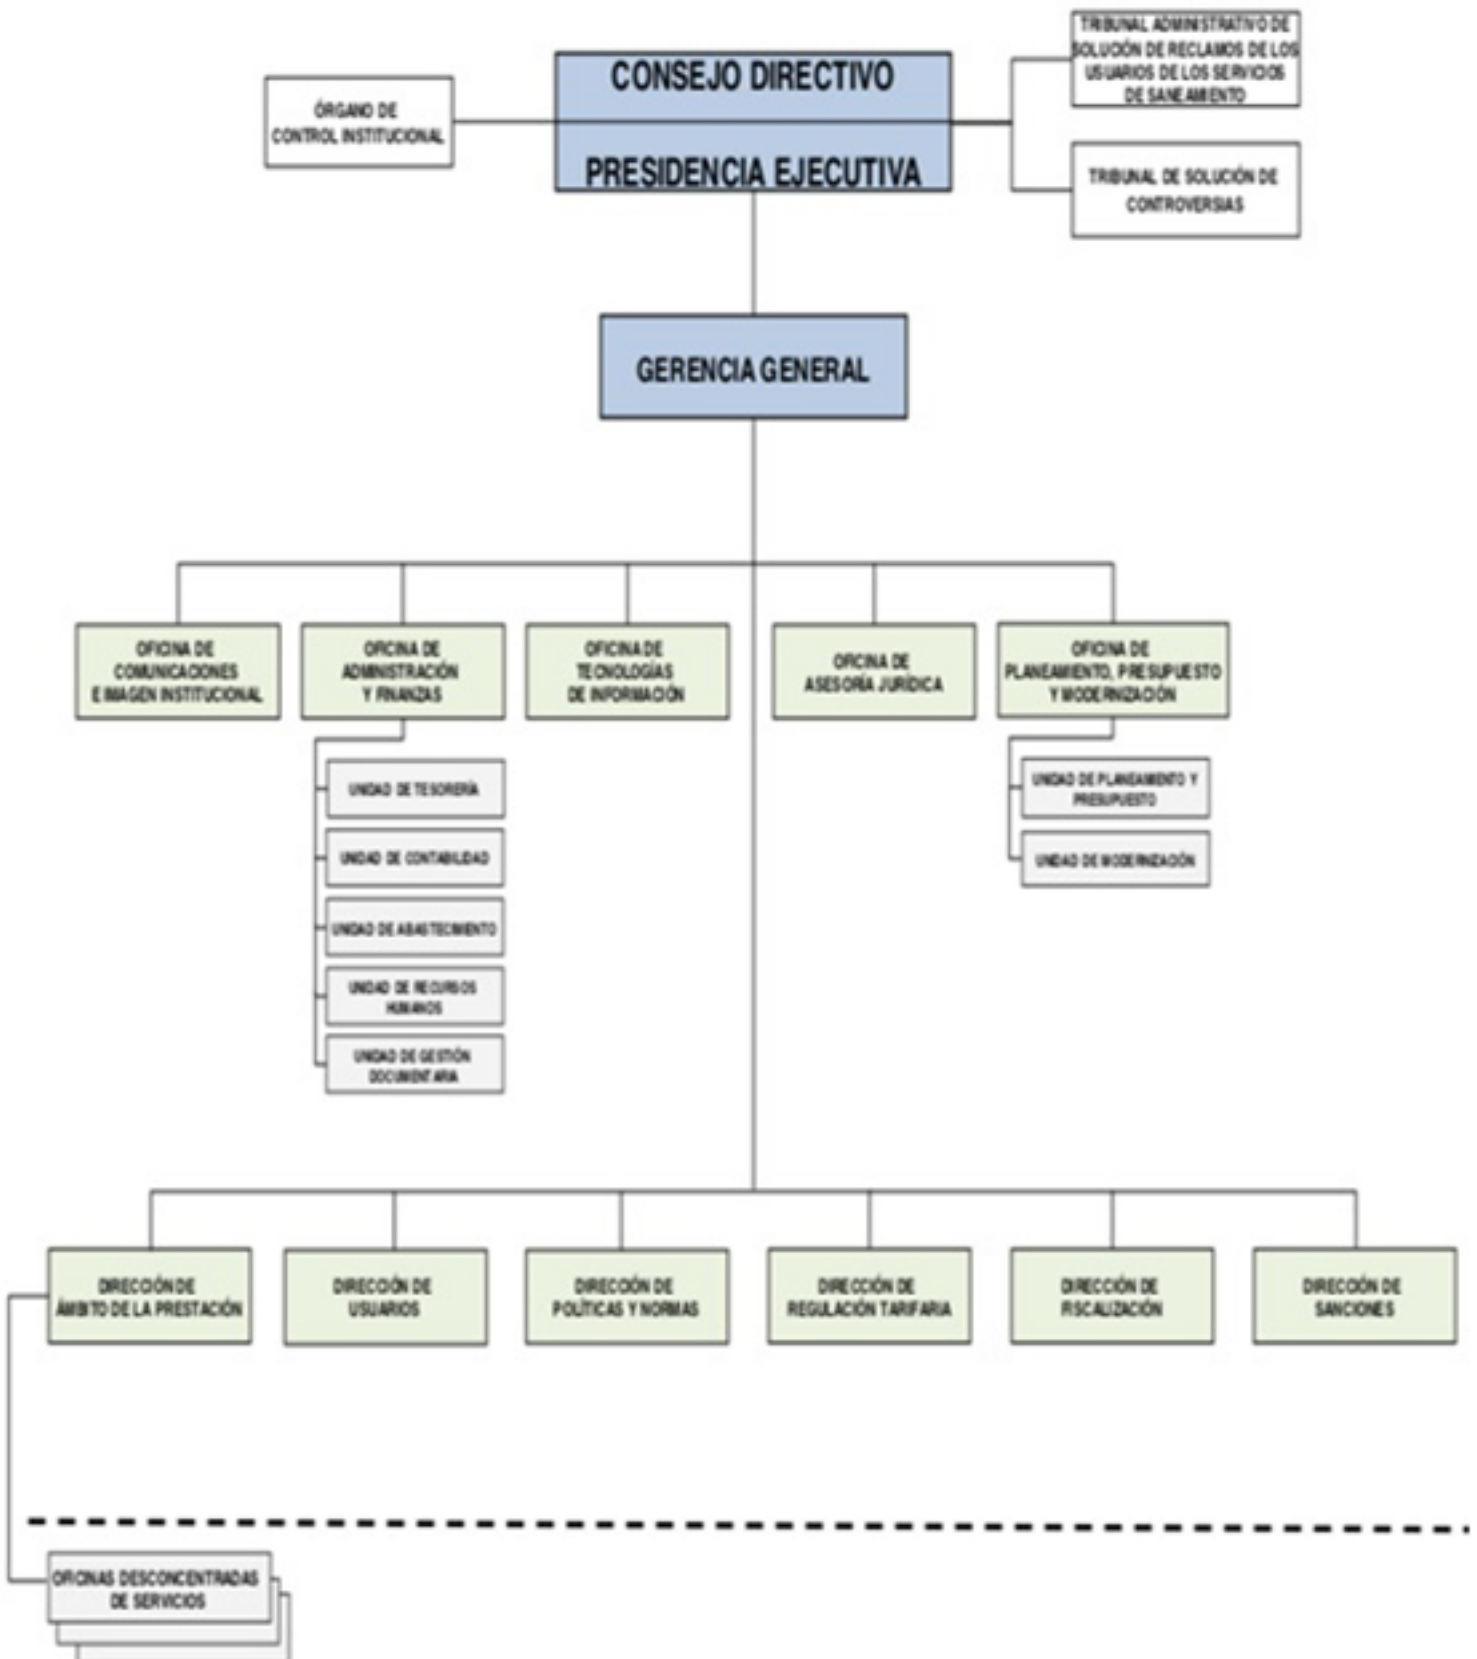 TRIBUNAL ADMINISTRATIVO DE
SOLUCIÓN DE RECLAMOS DE LOS
USUARIOS DE LOS SERVICIOS
DE SANEAMIENTO
CONSEJO DIRECTIVO
PRESIDENCIA EJECUTIVA
ÓRGANO DE
CONTROL INSTITUCIONAL
TRIBUNAL DE SOLUCIÓN DE
CONTROVERSIAS
GERENCIA GENERAL
OFICINA DE
COMUNICACIONES
E IMAGEN INSTITUCIONAL
OFICINA DE
ADMINISTRACIÓN
Y FINANZAS
OFICINA DE
TECNOLOGÍAS
DE INFORMACIÓN
OFICINA DE
ASESORÍA JURÍDICA
OFICINA DE
PLANEAMIENTO, PRESUPUESTO
Y MODERNIZACIÓN
UNIDAD DE TESORERÍA
UNIDAD DE CONTABILIDAD
UNIDAD DE ABASTECIMIENTO
UNIDAD DE RECURSOS
HUMANOS
UNIDAD DE GESTIÓN
DOCUMENTARIA
UNIDAD DE PLANEAMIENTO Y
PRESUPUESTO
UNIDAD DE MODERNIZACIÓN
DIRECCIÓN DE
ÁMBITO DE LA PRESTACIÓN
DIRECCIÓN DE
USUARIOS
DIRECCIÓN DE
POLÍTICAS Y NORMAS
DIRECCIÓN DE
REGULACIÓN TARIFARIA
DIRECCIÓN DE
FISCALIZACIÓN
DIRECCIÓN DE
SANCIONES
OFICINAS DESCONCENTRADAS
DE SERVICIOS